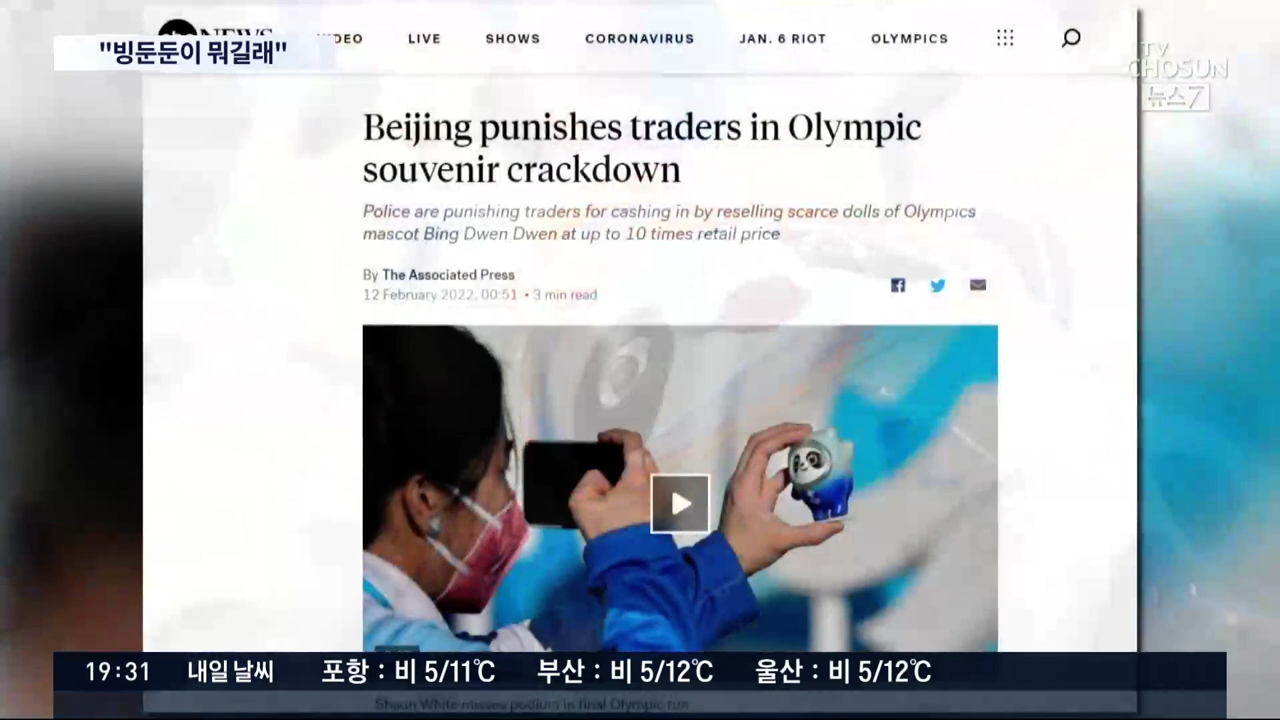 "빙둔둔이 뭐길래"
NEWS
LIVE
SHOWS
CORONAVIRUS
JAN. 6 RIOT
OLYMPICS
TV
CHOSUN
뉴스7
Beijing punishes traders in Olympic
souvenir crackdown
Police are punishing traders for cashing in by reselling scarce dolls of Olympics
mascot Bing Dwen Dwen at up to 10 times retail price
By The Associated Press
12 February 2022, 00:51 • 3 min read
19:31 내일 날씨 포항 : 비 5/11℃ 부산 : 비 5/12℃ 울산 : 비 5/12℃
Shaun White misses podium in final Olympic run